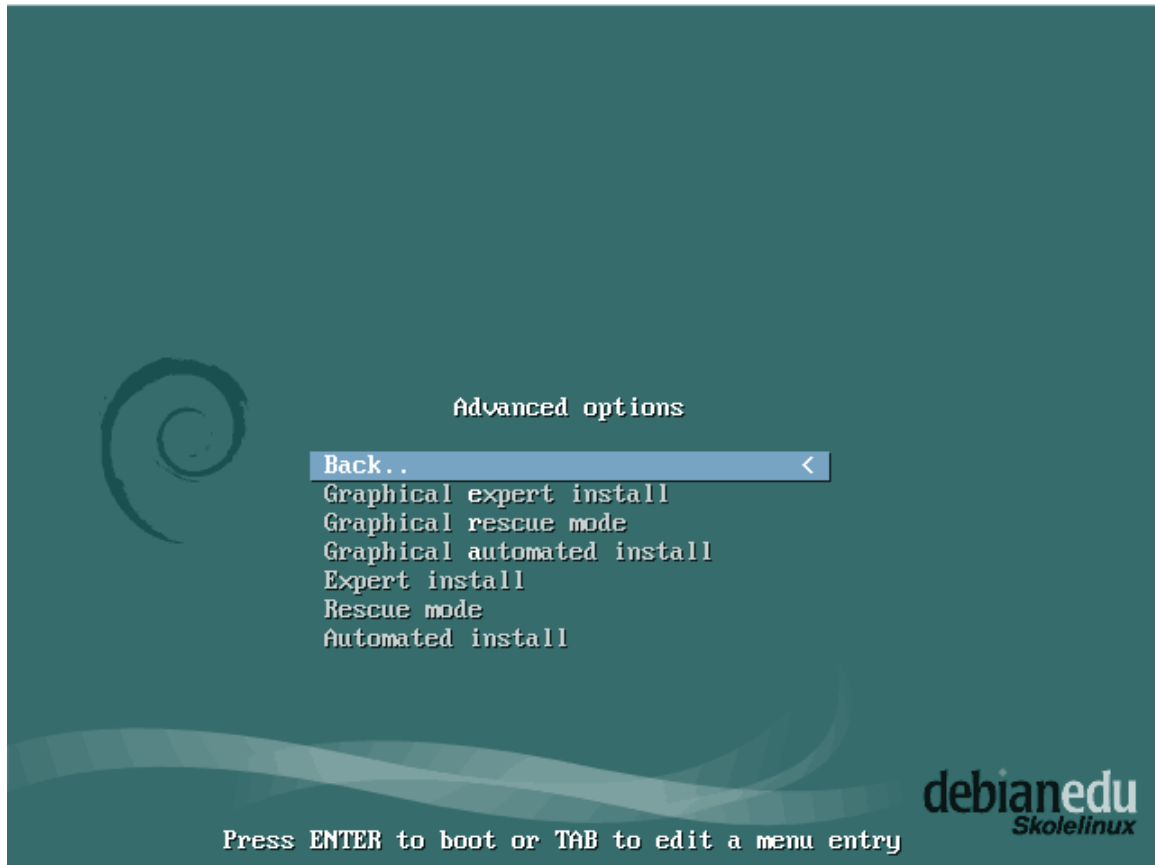 Advanced options
Back.. <
Graphical expert install
Graphical rescue mode
Graphical automated install
Expert install
Rescue mode
Automated install
debianedu
Skolelinux
Press ENTER to boot or TAB to edit a menu entry